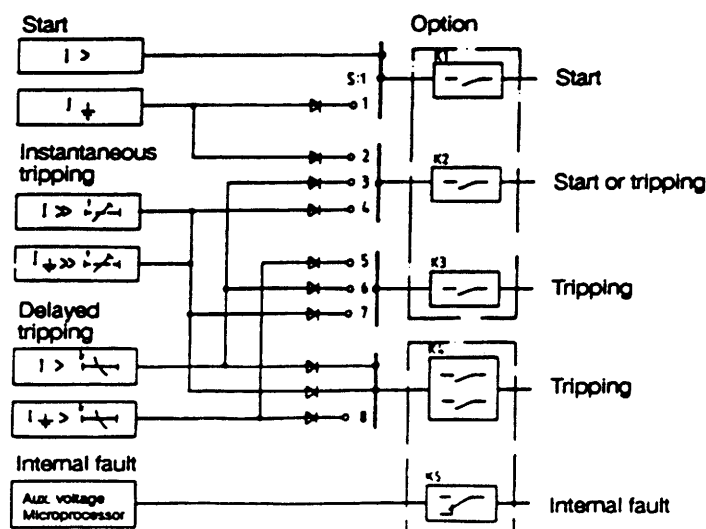 Start
Option
I >
K1
S:1
Start
I
1
Instantaneous
tripping
2
K2
3
Start or tripping
I >>
4
I >>
5
K3
6
Tripping
Delayed
tripping
7
I >
K4
Tripping
I >
8
Internal fault
K5
Aux. voltage
Microprocessor
Internal fault